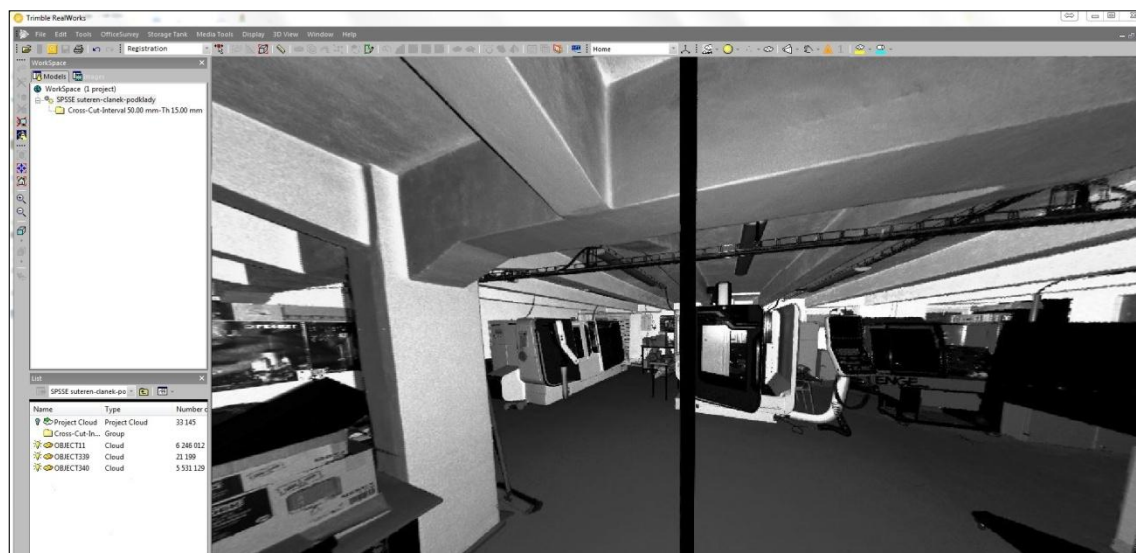 Trimble RealWorks
File Edit Tools OfficeSurvey Storage Tank Media Tools Display 3D View Window Help
Registration Home
WorkSpace
Models Images
WorkSpace (1 project)
SPSSE suteren-clanek-podklady
Cross-Cut-Interval 50.00 mm-Th 15.00 mm
List
SPSSE suteren-clanek-po
Name Type Number c
Project Cloud Project Cloud 33 145
Cross-Cut-In... Group
OBJECT11 Cloud 6 246 012
OBJECT339 Cloud 21 199
OBJECT340 Cloud 5 531 129